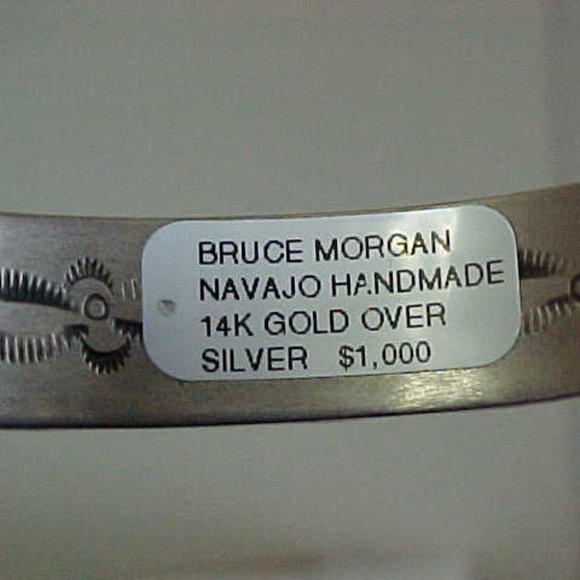 BRUCE MORGAN
NAVAJO HANDMADE
14K GOLD OVER
SILVER $1,000